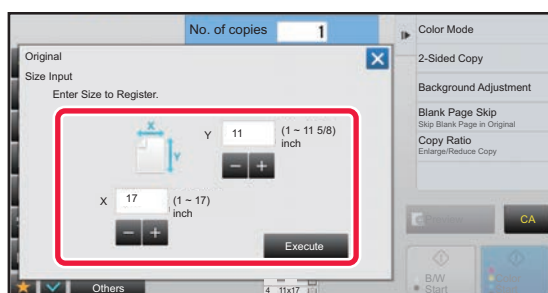 No. of copies 1
Color Mode
Original
2-Sided Copy
Size Input
Enter Size to Register.
Background Adjustment
Blank Page Skip
Skip Blank Page in Original
Copy Ratio
Enlarge/Reduce Copy
X
Y
Y 11 (1 ~ 11 5/8)
inch
− +
X 17 (1 ~ 17)
inch
− +
Execute
CA
B/W
Start
Others
4 11x17